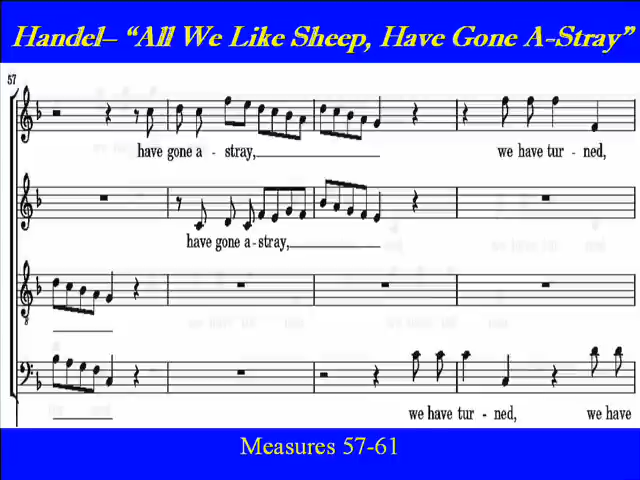 Handel– “All We Like Sheep, Have Gone A-Stray”
57
have gone a - stray, we have tur - ned,
have gone a-stray,
8
we have tur - ned, we have
Measures 57-61